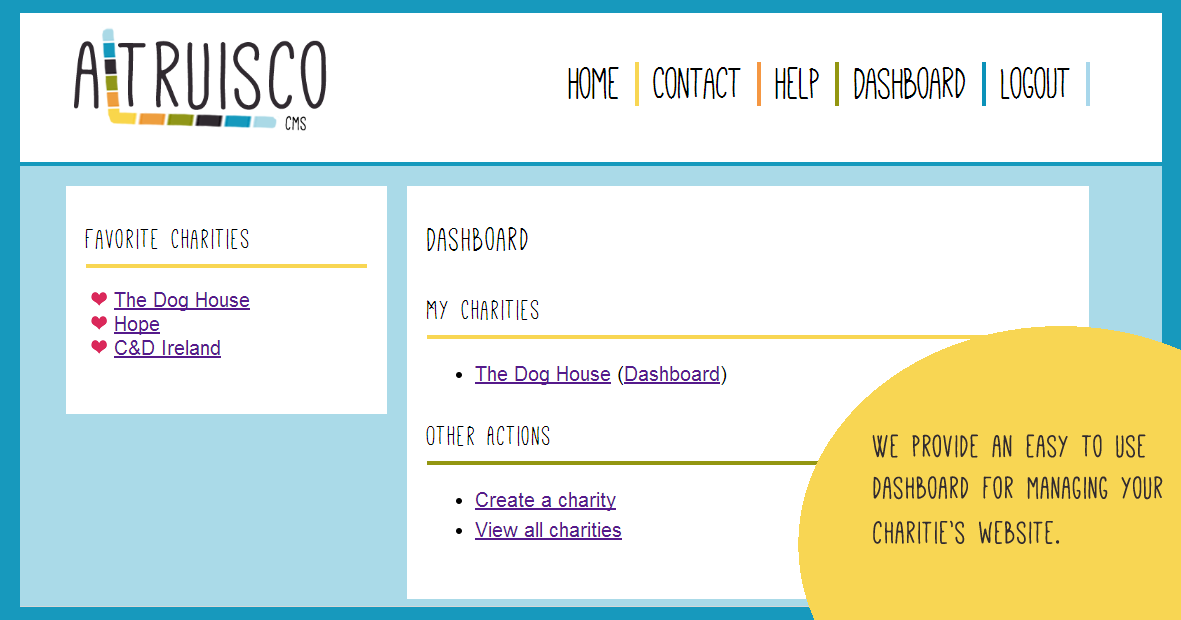 ALTRUISCO
CMS
HOME CONTACT HELP DASHBOARD LOGOUT
FAVORITE CHARITIES
The Dog House
Hope
C&D Ireland
DASHBOARD
MY CHARITIES
The Dog House (Dashboard)
OTHER ACTIONS
Create a charity
View all charities
WE PROVIDE AN EASY TO USE
DASHBOARD FOR MANAGING YOUR
CHARITIE'S WEBSITE.